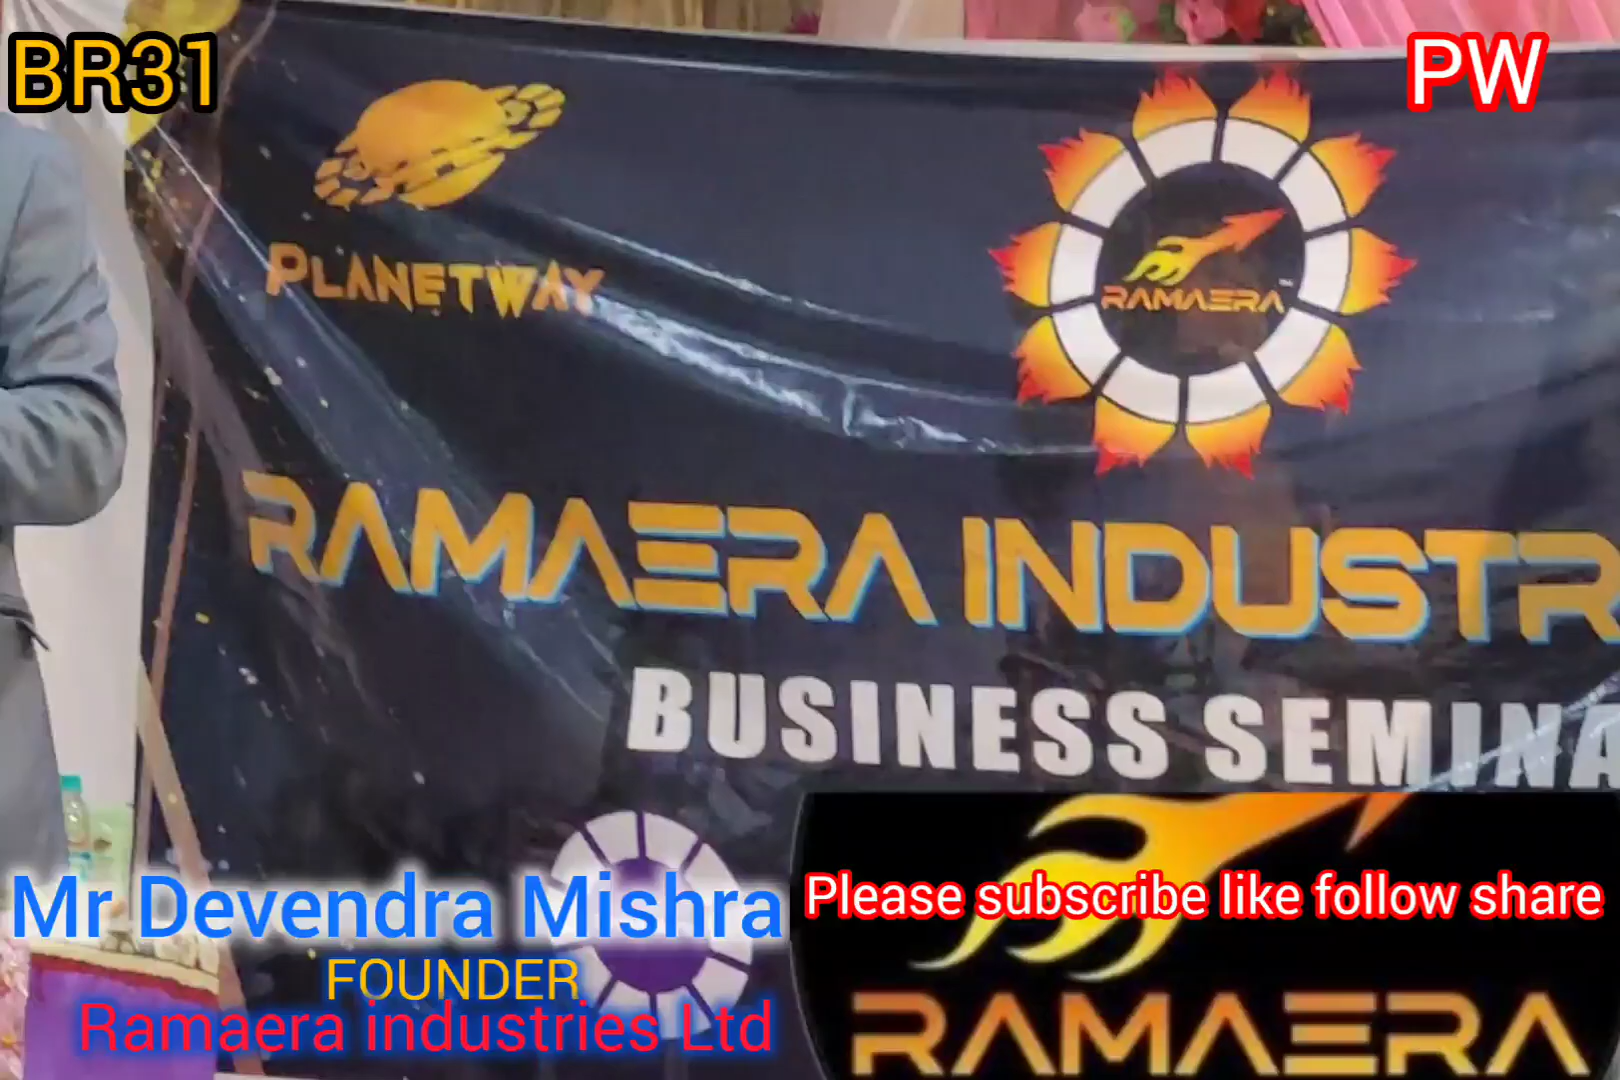 BR31
PW
PLANETWAY
RAMAERA
RAMAERA INDUSTR
BUSINESS SEMINA
Mr Devendra Mishra
Please subscribe like follow share
FOUNDER
Ramaera industries Ltd
RAMAERA